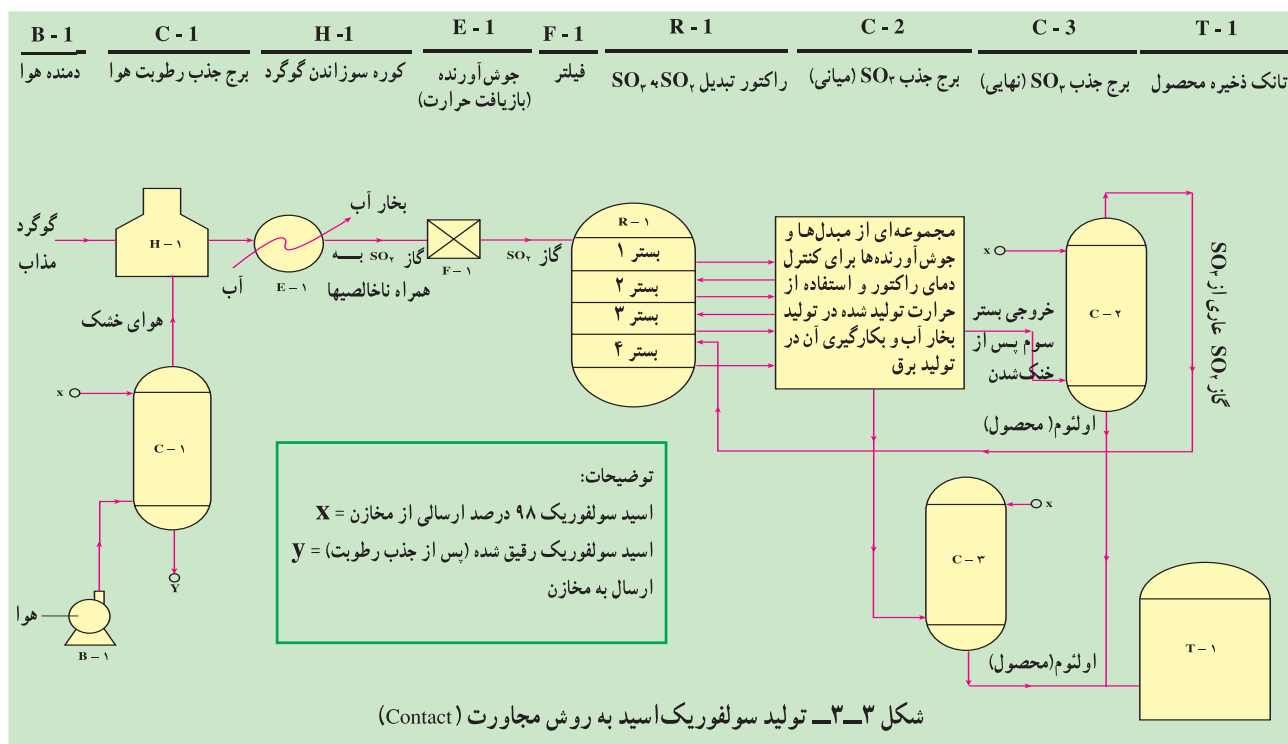 B - 1
دمنده هوا
C - 1
برج جذب رطوبت هوا
H -1
کوره سوزاندن گوگرد
E - 1
جوش‌آورنده
(بازیافت حرارت)
F - 1
فیلتر
R - 1
راکتور تبدیل SO₂ به SO₃
C - 2
برج جذب SO₃ (میانی)
C - 3
برج جذب SO₃ (نهایی)
T - 1
تانک ذخیره محصول
گوگرد
مذاب
H – ۱
بخار آب
آب
E – ۱
گاز SO₂ بــه
همراه ناخالصیها
F – ۱
گاز SO₂
R – ۱
بستر ۱
بستر ۲
بستر ۳
بستر ۴
مجموعه‌ای از مبدل‌ها و
جوش‌آورنده‌ها برای کنترل
دمای راکتور و استفاده از
حرارت تولید شده در تولید
بخار آب و بکارگیری آن در
تولید برق
خروجی بستر
سوم پس از
خنک‌شدن
x
C – ۲
گاز SO₂ عاری از SO₃
اولئوم( محصول)
هوای خشک
x
C – ۱
Y
هوا
B – ۱
توضیحات:
اسید سولفوریک ۹۸ درصد ارسالی از مخازن = x
اسید سولفوریک رقیق شده (پس از جذب رطوبت) = y
ارسال به مخازن
x
C – ۳
اولئوم(محصول)
T – ۱
شکل ۳ــ۳ــ تولید سولفوریک‌اسید به روش مجاورت (Contact)